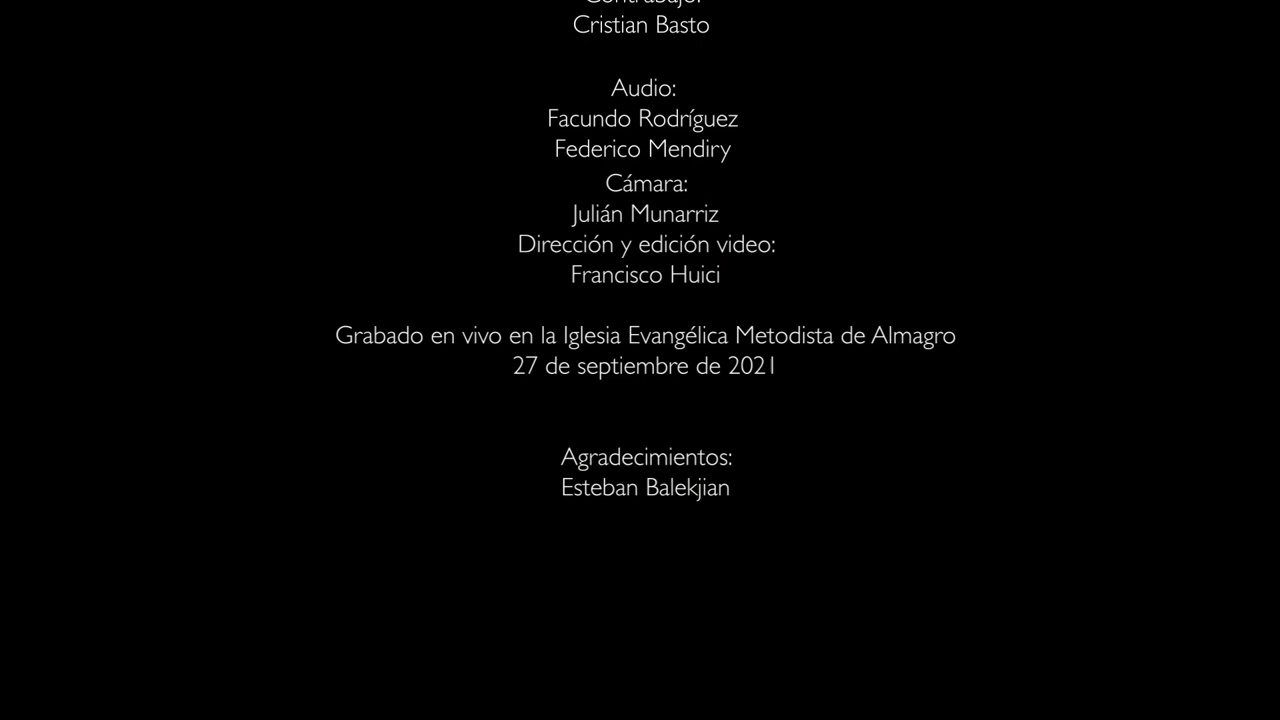 Contrabajo:
Cristian Basto
Audio:
Facundo Rodríguez
Federico Mendiry
Cámara:
Julián Munarriz
Dirección y edición video:
Francisco Huici
Grabado en vivo en la Iglesia Evangélica Metodista de Almagro
27 de septiembre de 2021
Agradecimientos:
Esteban Balekjian